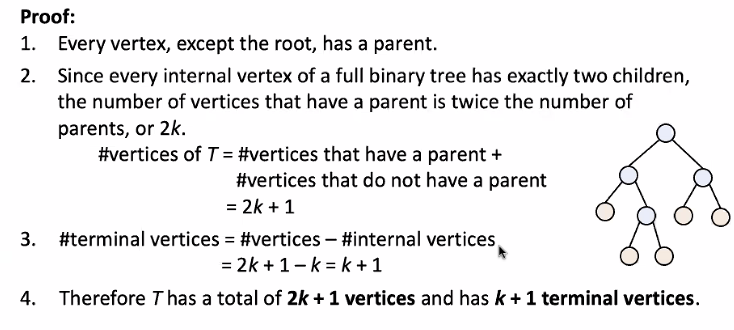 Proof:
1. Every vertex, except the root, has a parent.
2. Since every internal vertex of a full binary tree has exactly two children,
the number of vertices that have a parent is twice the number of
parents, or 2k.
#vertices of T = #vertices that have a parent +
#vertices that do not have a parent
= 2k + 1
3. #terminal vertices = #vertices – #internal vertices
= 2k + 1 – k = k + 1
4. Therefore T has a total of 2k + 1 vertices and has k + 1 terminal vertices.